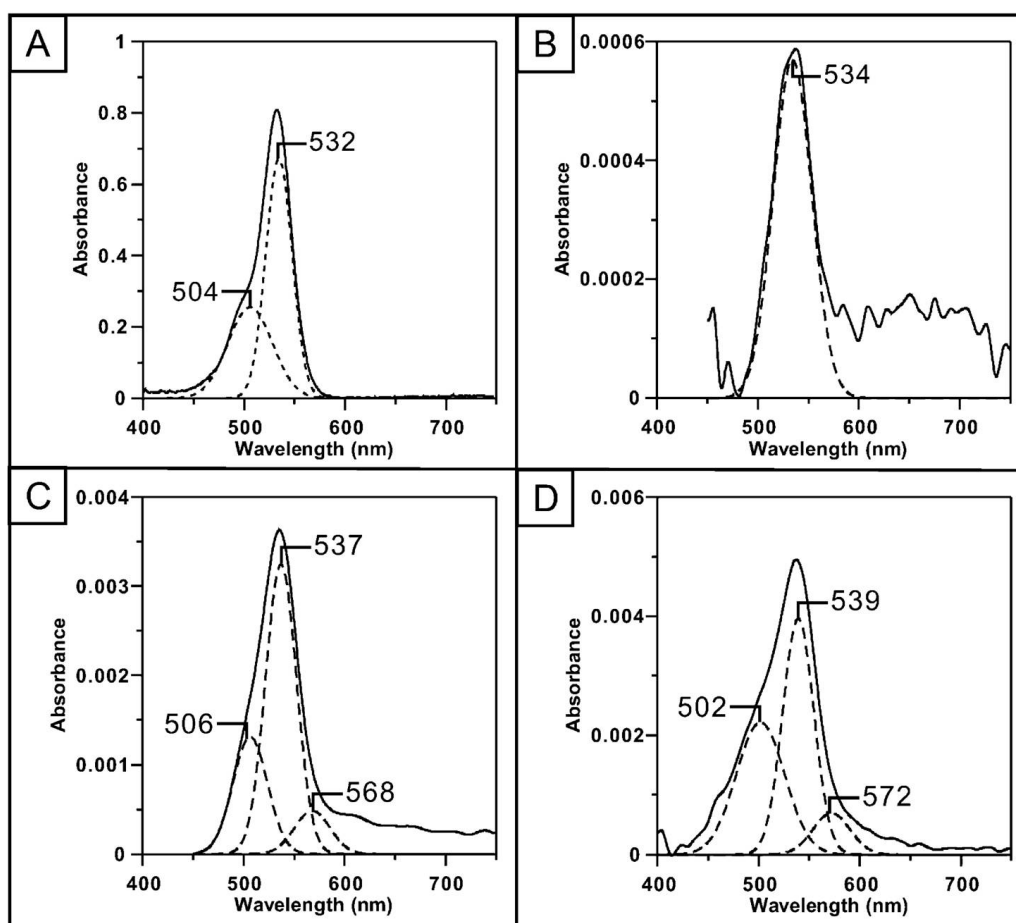 A
Absorbance
1
0.8
0.6
0.4
0.2
0
532
504
400 500 600 700
Wavelength (nm)
B
Absorbance
0.0006
0.0004
0.0002
0
534
400 500 600 700
Wavelength (nm)
C
Absorbance
0.004
0.003
0.002
0.001
0
537
506
568
400 500 600 700
Wavelength (nm)
D
Absorbance
0.006
0.004
0.002
0
539
502
572
400 500 600 700
Wavelength (nm)